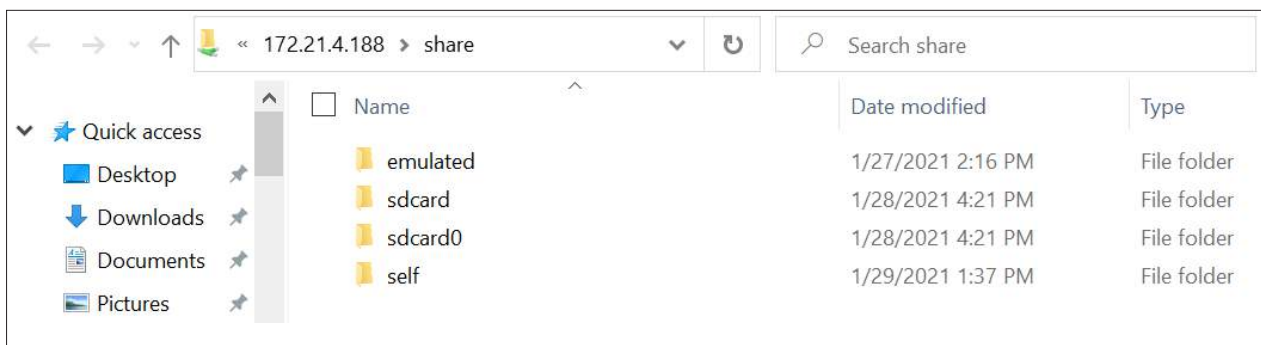 « 172.21.4.188 > share
Search share
Name Date modified Type
Quick access
Desktop
Downloads
Documents
Pictures
emulated 1/27/2021 2:16 PM File folder
sdcard 1/28/2021 4:21 PM File folder
sdcard0 1/28/2021 4:21 PM File folder
self 1/29/2021 1:37 PM File folder